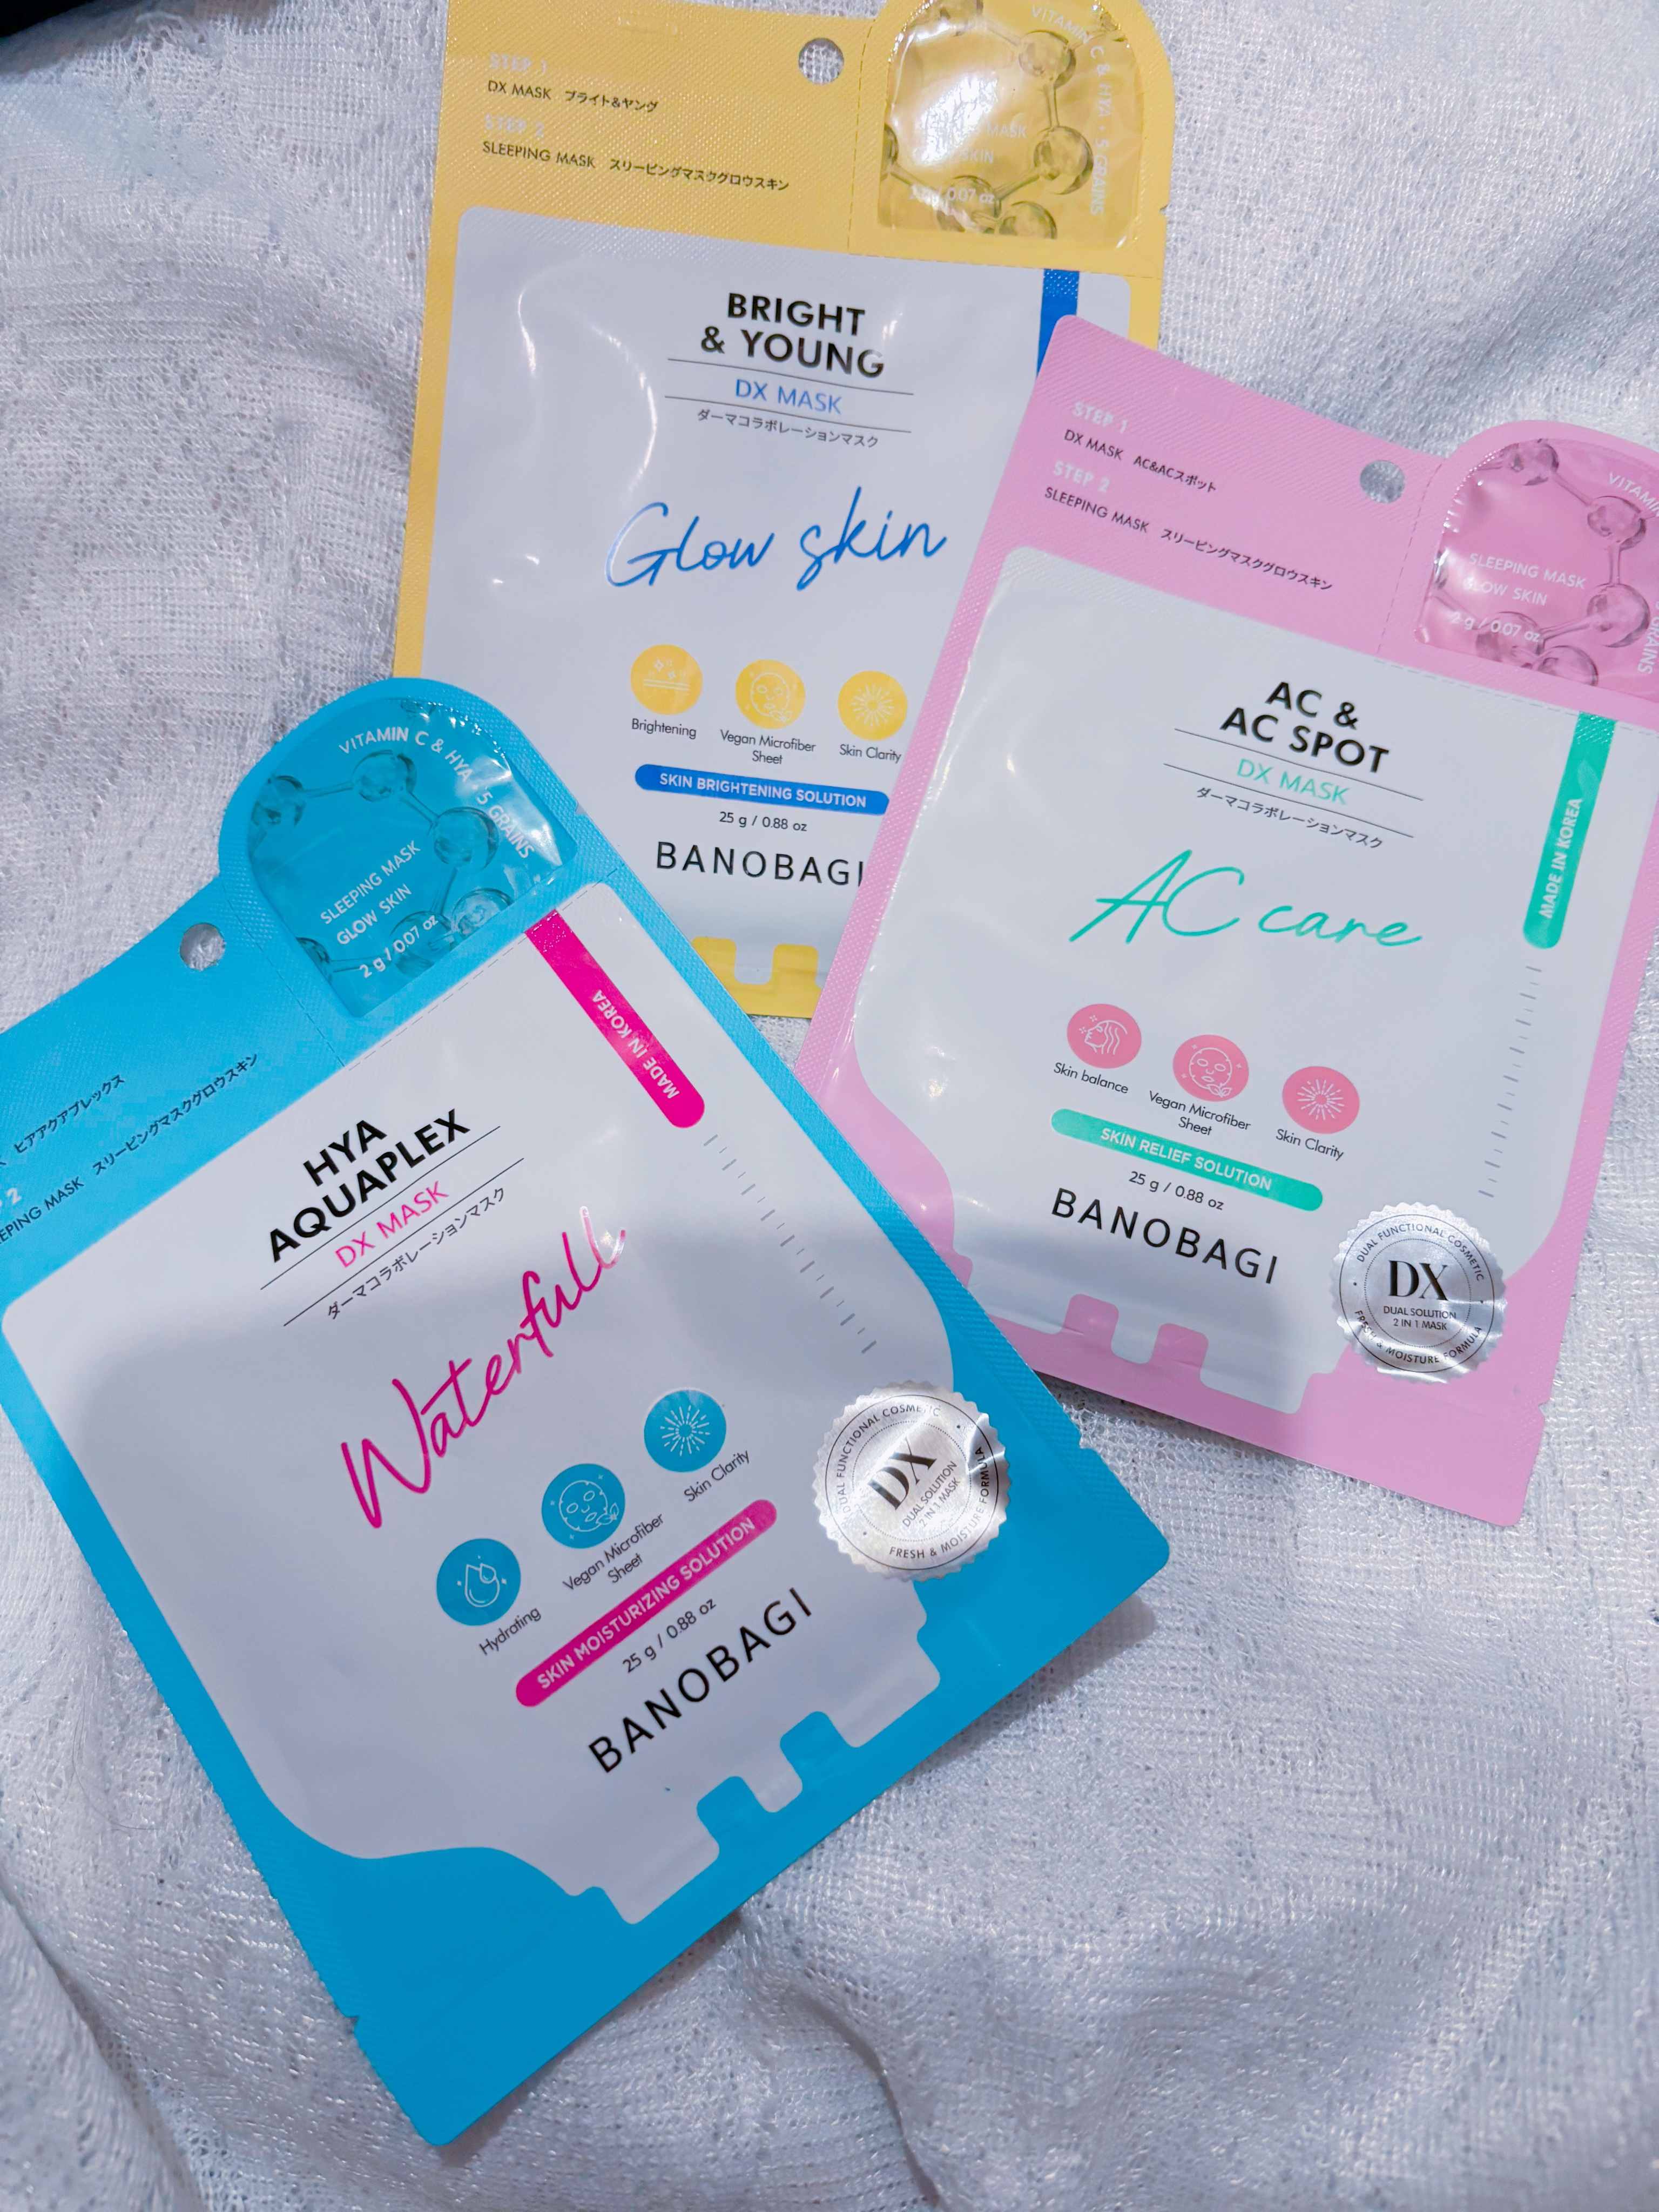 STEP 1
DX MASK ブライト&ヤング
STEP 2
SLEEPING MASK スリーピングマスクグロウスキン
VITAMIN C & HYA · 5 GRAINS
MASK
SKIN
0.07 oz
BRIGHT
& YOUNG
DX MASK
ダーマコラボレーションマスク
Glow skin
Brightening
Vegan Microfiber
Sheet
Skin Clarity
SKIN BRIGHTENING SOLUTION
25 g / 0.88 oz
BANOBAGI
STEP 1
DX MASK AC&ACスポット
STEP 2
SLEEPING MASK スリーピングマスクグロウスキン
SLEEPING MASK
GLOW SKIN
2 g / 0.07 oz
GRAINS
AC &
AC SPOT
DX MASK
ダーマコラボレーションマスク
MADE IN KOREA
AC care
Skin balance
Vegan Microfiber
Sheet
Skin Clarity
SKIN RELIEF SOLUTION
25 g / 0.88 oz
BANOBAGI
DUAL FUNCTIONAL COSMETIC
DX
DUAL SOLUTION
2 IN 1 MASK
FRESH & MOISTURE FORMULA
ヒアアクアプレックス
2
EPING MASK スリーピングマスクグロウスキン
VITAMIN C & HYA · 5 GRAINS
SLEEPING MASK
GLOW SKIN
2 g / 0.07 oz
MADE IN KOREA
HYA
AQUAPLEX
DX MASK
ダーマコラボレーションマスク
Waterfull
Hydrating
Vegan Microfiber
Sheet
Skin Clarity
SKIN MOISTURIZING SOLUTION
25 g / 0.88 oz
BANOBAGI
DUAL FUNCTIONAL COSMETIC
DX
DUAL SOLUTION
2 IN 1 MASK
FRESH & MOISTURE FORMULA